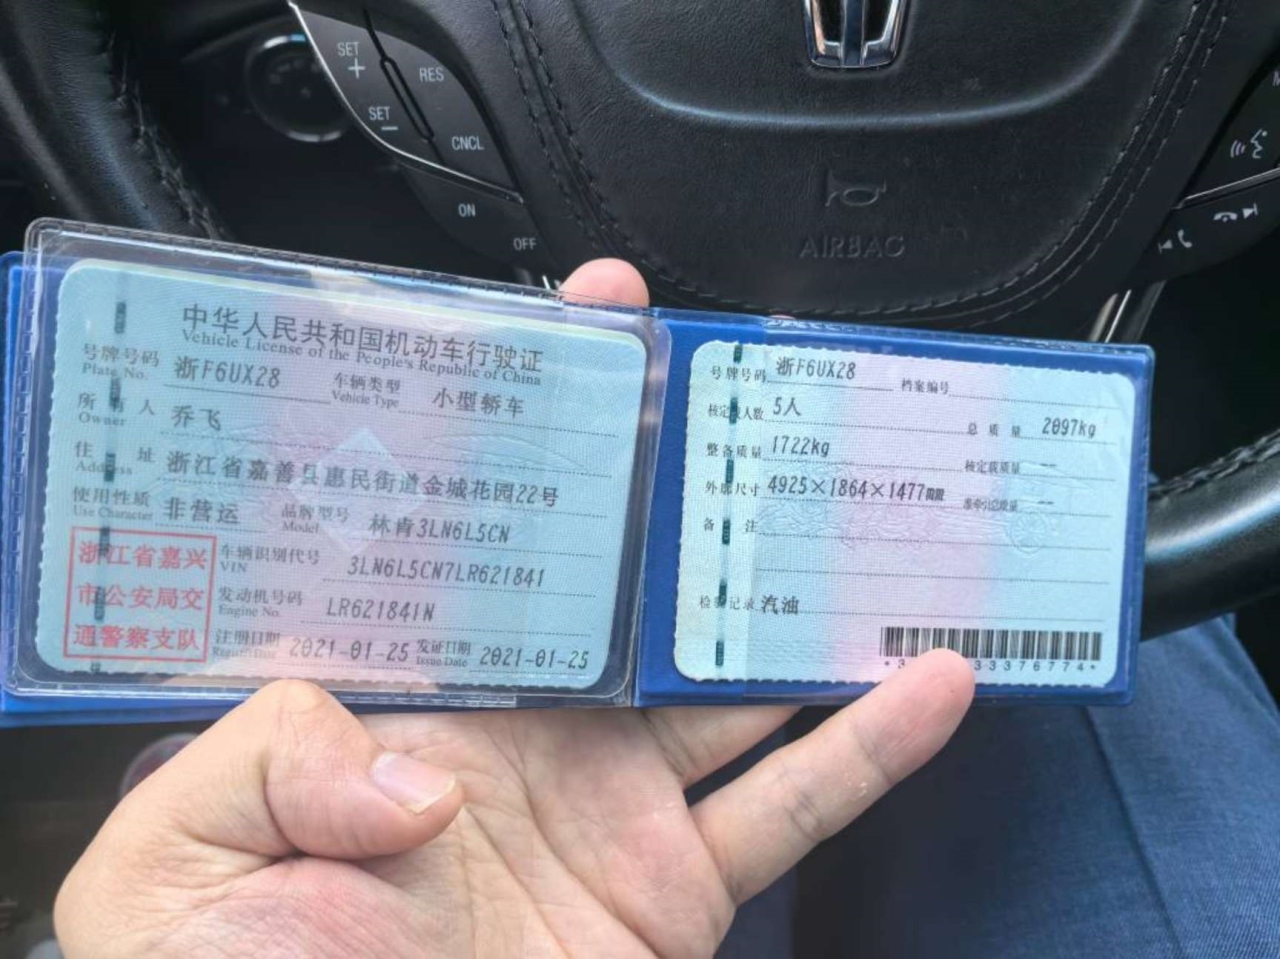 SET
+
RES
SET
-
CNCL
ON
OFF
AIRBAG
中华人民共和国机动车行驶证
Vehicle License of the People's Republic of China
号牌号码 浙F6UX28 车辆类型 小型轿车
Plate No. Vehicle Type
所有人 乔飞
Owner
住址 浙江省嘉善县惠民街道金城花园22号
Address
使用性质 非营运 品牌型号 林肯3LN6L5CN
Use Character Model
浙江省嘉兴
市公安局交
通警察支队
车辆识别代号 3LN6L5CN7LR621841
VIN
发动机号码 LR621841N
Engine No.
注册日期 2021-01-25 发证日期 2021-01-25
Register Date Issue Date
号牌号码 浙F6UX28 档案编号
核定载人数 5人 总质量 2097kg
整备质量 1722kg 核定载质量 --
外廓尺寸 4925×1864×1477mm 准牵引总质量 --
备注
检验记录 汽油
*3 33376774*